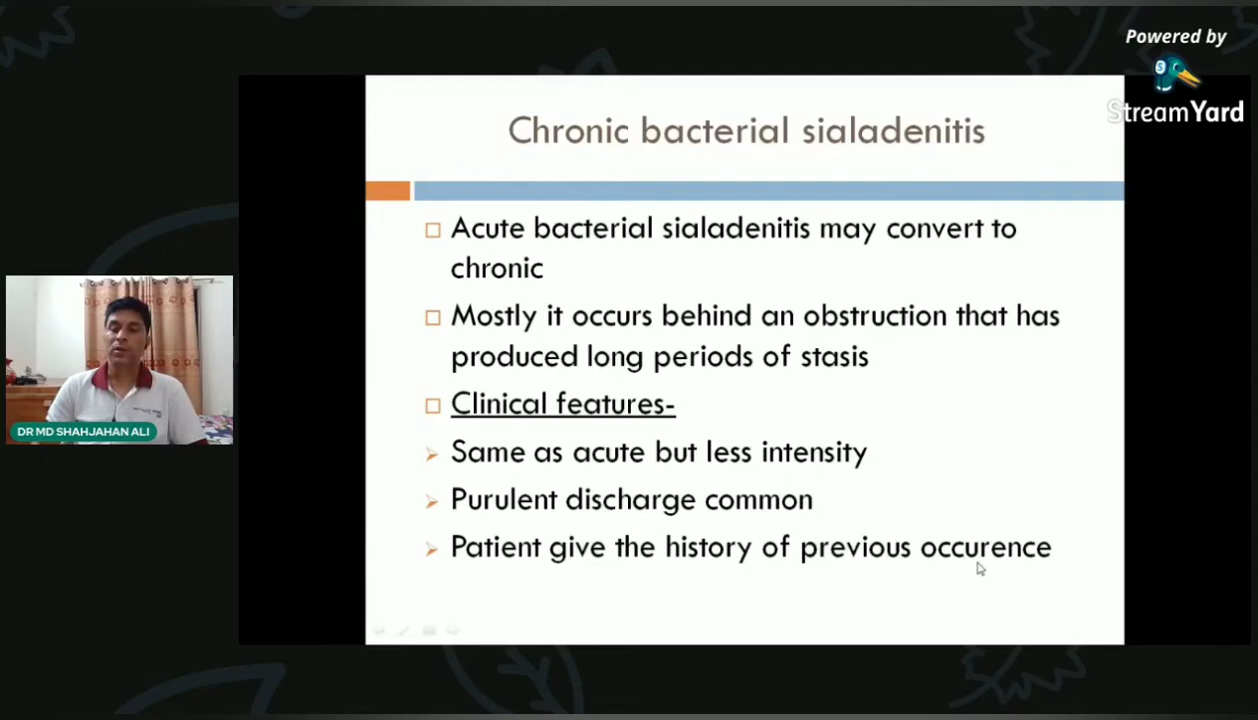 Powered by
StreamYard
Chronic bacterial sialadenitis
Acute bacterial sialadenitis may convert to
chronic
Mostly it occurs behind an obstruction that has
produced long periods of stasis
Clinical features-
Same as acute but less intensity
Purulent discharge common
Patient give the history of previous occurence
DR MD SHAHJAHAN ALI